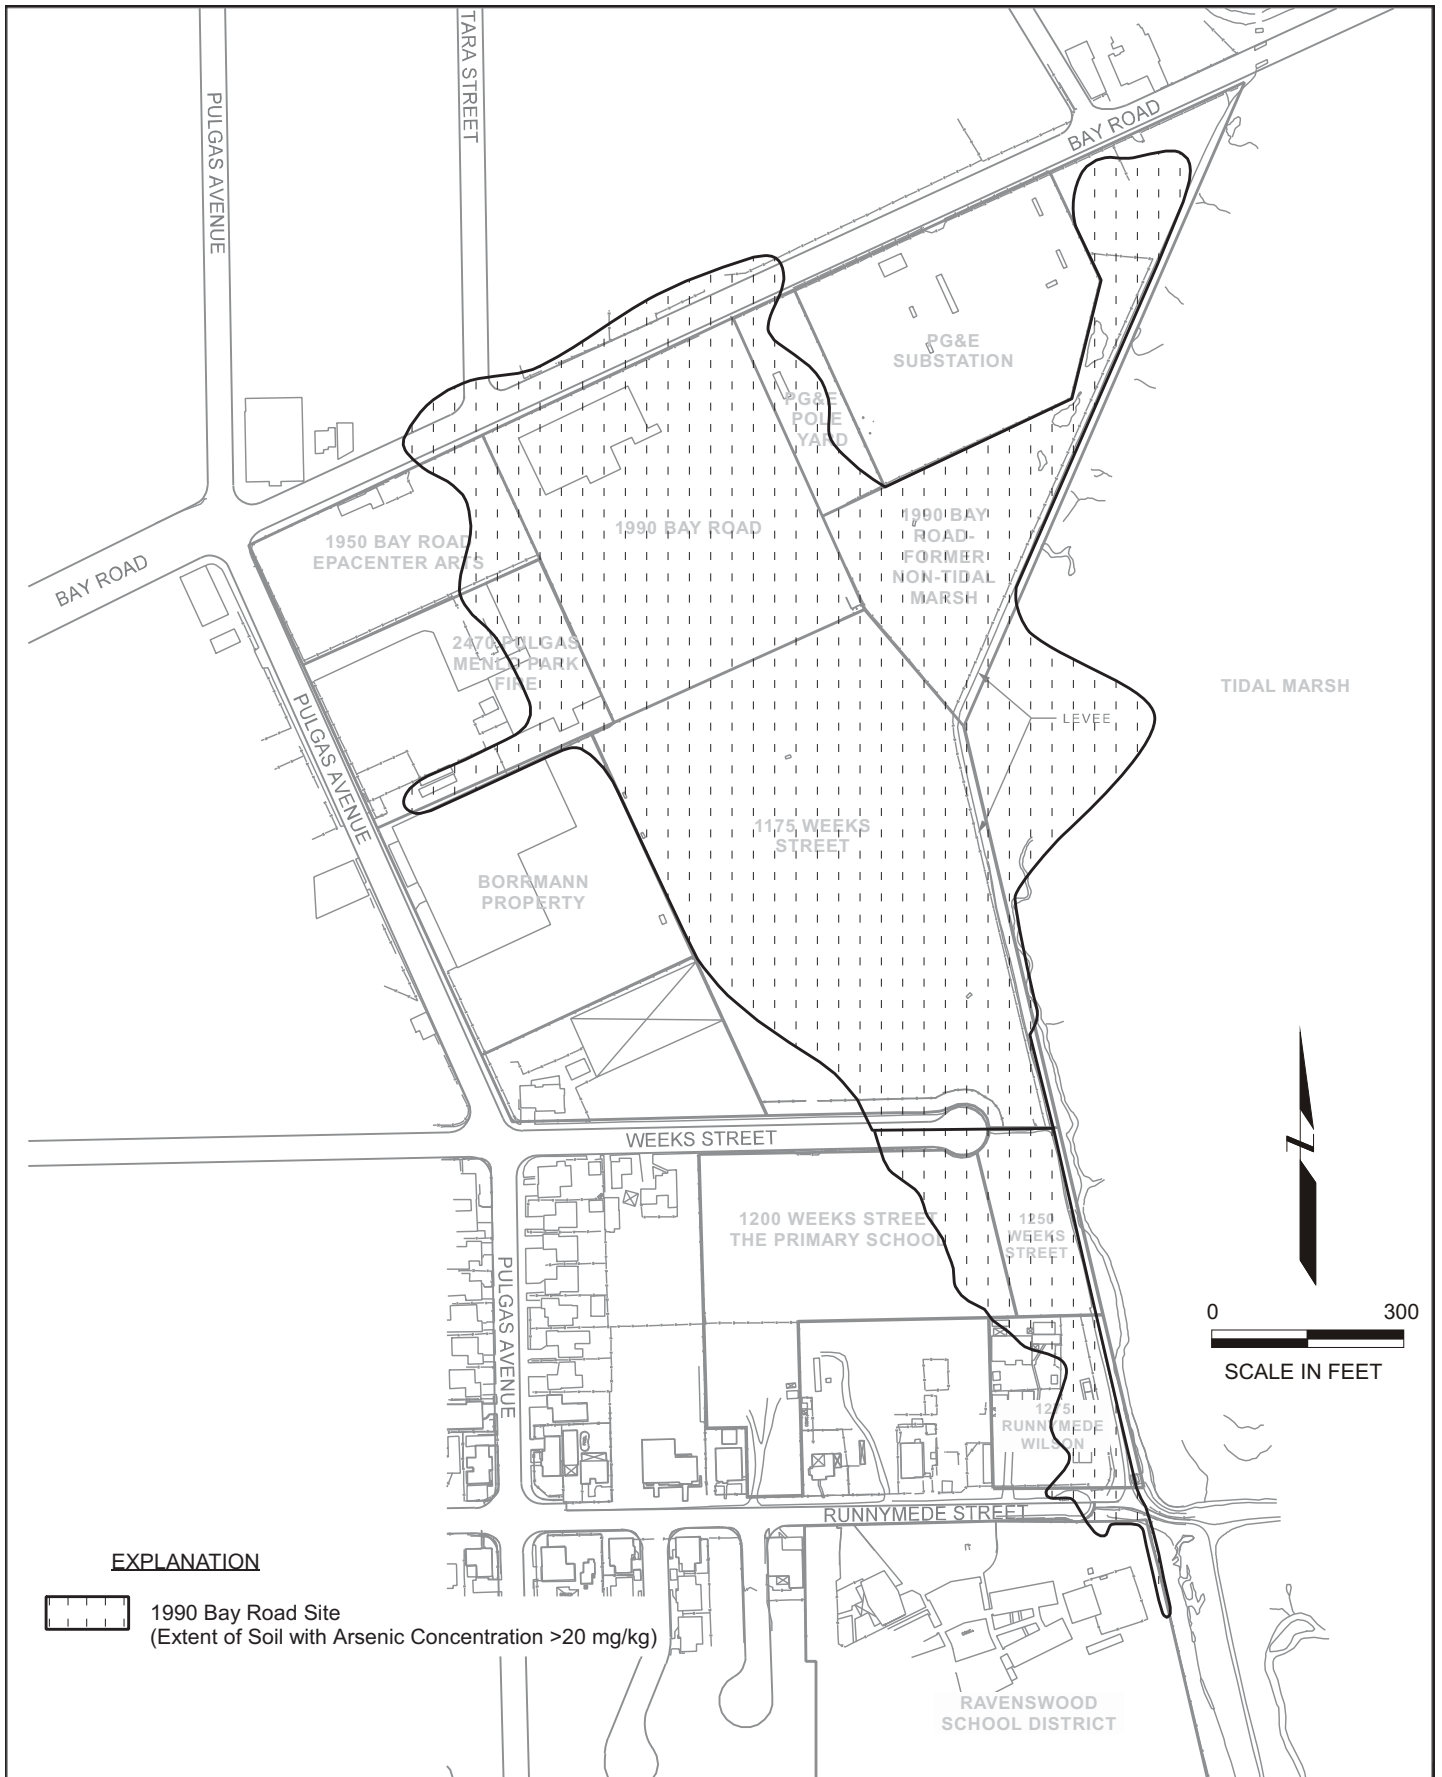 TARA STREET
PULGAS AVENUE
BAY ROAD
PG&E
SUBSTATION
PG&E
POLE
YARD
1990 BAY ROAD
1990 BAY
ROAD-
FORMER
NON-TIDAL
MARSH
1950 BAY ROAD
EPACENTER ARTS
BAY ROAD
2470 PULGAS
MENLO PARK
FIRE
TIDAL MARSH
LEVEE
PULGAS AVENUE
1175 WEEKS
STREET
BORRMANN
PROPERTY
WEEKS STREET
1200 WEEKS STREET
THE PRIMARY SCHOOL
1250
WEEKS
STREET
PULGAS AVENUE
Z
0 300
SCALE IN FEET
1275
RUNNYMEDE
WILSON
RUNNYMEDE STREET
EXPLANATION
1990 Bay Road Site
(Extent of Soil with Arsenic Concentration >20 mg/kg)
RAVENSWOOD
SCHOOL DISTRICT